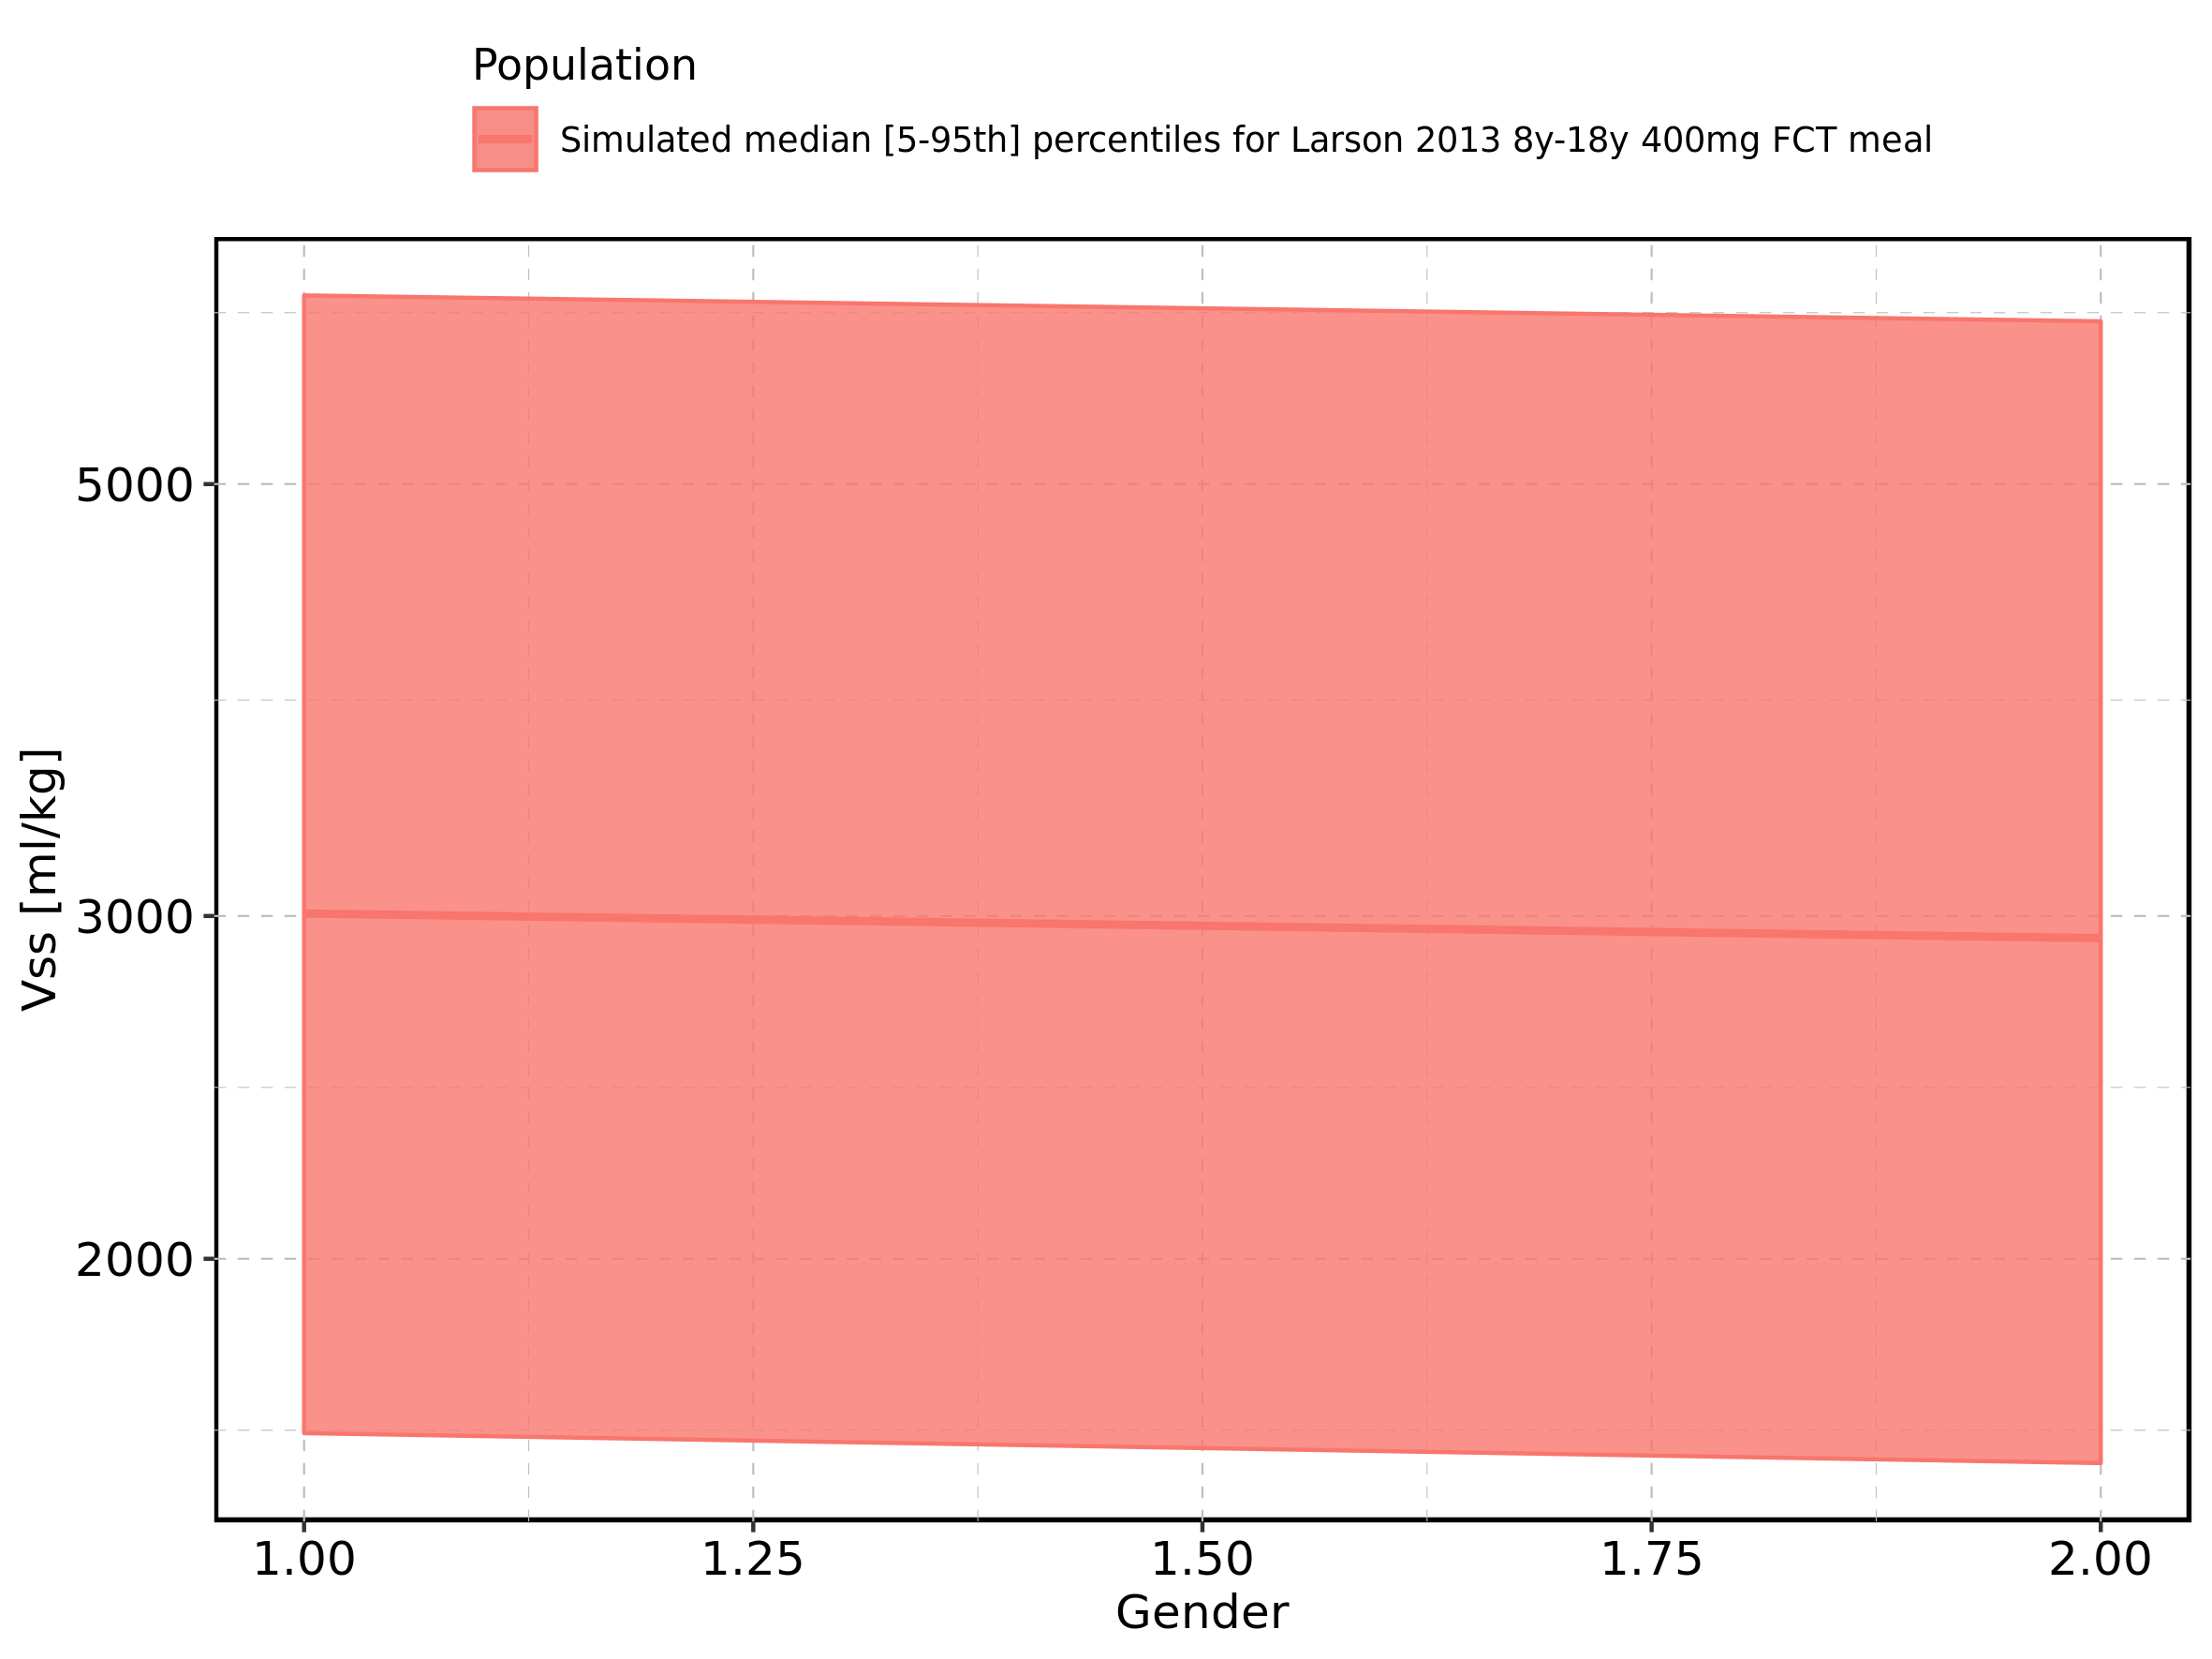 Population
Simulated median [5-95th] percentiles for Larson 2013 8y-18y 400mg FCT meal
Vss [ml/kg]
5000
3000
2000
1.00 1.25 1.50 1.75 2.00
Gender